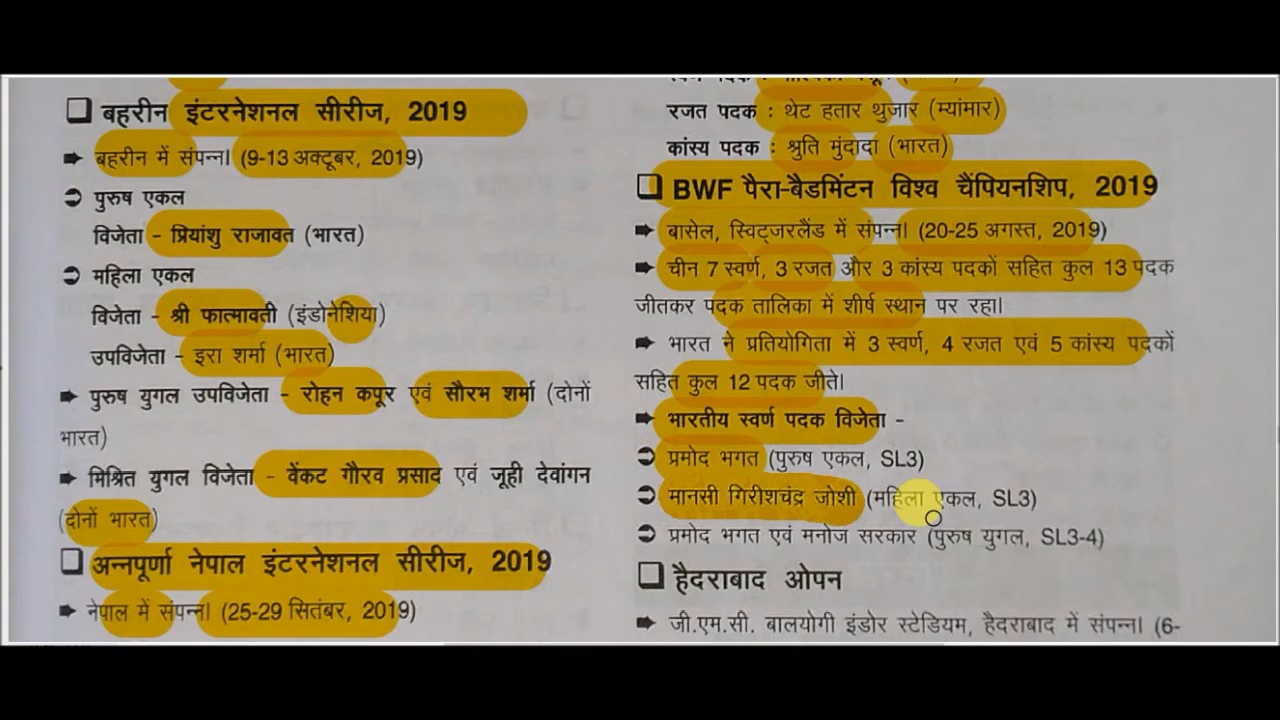 ❑ बहरीन इंटरनेशनल सीरीज, 2019
➡ बहरीन में संपन्न। (9-13 अक्टूबर, 2019)
➲ पुरुष एकल
विजेता - प्रियांशु राजावत (भारत)
➲ महिला एकल
विजेता - श्री फात्मावती (इंडोनेशिया)
उपविजेता - इरा शर्मा (भारत)
➡ पुरुष युगल उपविजेता - रोहन कपूर एवं सौरभ शर्मा (दोनों
भारत)
➡ मिश्रित युगल विजेता - वेंकट गौरव प्रसाद एवं जूही देवांगन
(दोनों भारत)
❑ अन्नपूर्णा नेपाल इंटरनेशनल सीरीज, 2019
➡ नेपाल में संपन्न। (25-29 सितंबर, 2019)
रजत पदक : थेट हतार थुजार (म्यांमार)
कांस्य पदक : श्रुति मुंदादा (भारत)
❑ BWF पैरा-बैडमिंटन विश्व चैंपियनशिप, 2019
➡ बासेल, स्विट्जरलैंड में संपन्न। (20-25 अगस्त, 2019)
➡ चीन 7 स्वर्ण, 3 रजत और 3 कांस्य पदकों सहित कुल 13 पदक
जीतकर पदक तालिका में शीर्ष स्थान पर रहा।
➡ भारत ने प्रतियोगिता में 3 स्वर्ण, 4 रजत एवं 5 कांस्य पदकों
सहित कुल 12 पदक जीते।
➡ भारतीय स्वर्ण पदक विजेता -
➲ प्रमोद भगत (पुरुष एकल, SL3)
➲ मानसी गिरीशचंद्र जोशी (महिला एकल, SL3)
➲ प्रमोद भगत एवं मनोज सरकार (पुरुष युगल, SL3-4)
❑ हैदराबाद ओपन
➡ जी.एम.सी. बालयोगी इंडोर स्टेडियम, हैदराबाद में संपन्न। (6-